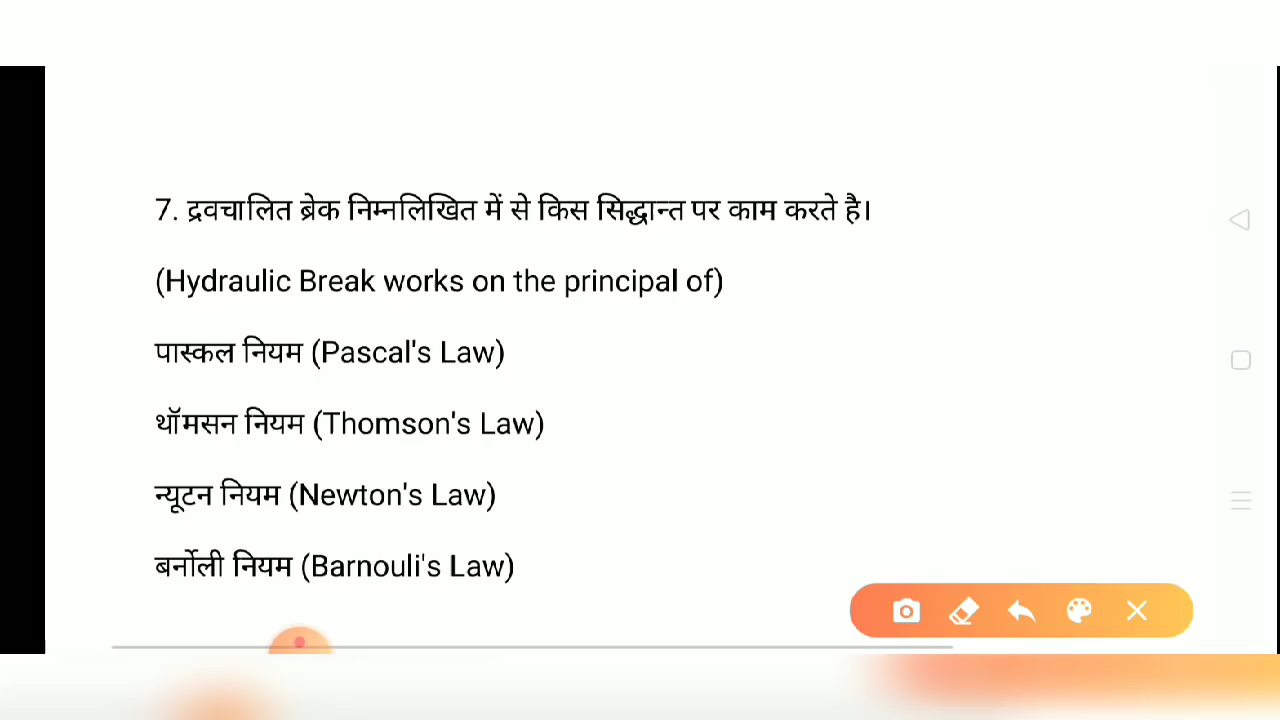 7. द्रवचालित ब्रेक निम्नलिखित में से किस सिद्धान्त पर काम करते है।
(Hydraulic Break works on the principal of)
पास्कल नियम (Pascal's Law)
थॉमसन नियम (Thomson's Law)
न्यूटन नियम (Newton's Law)
बर्नोली नियम (Barnouli's Law)